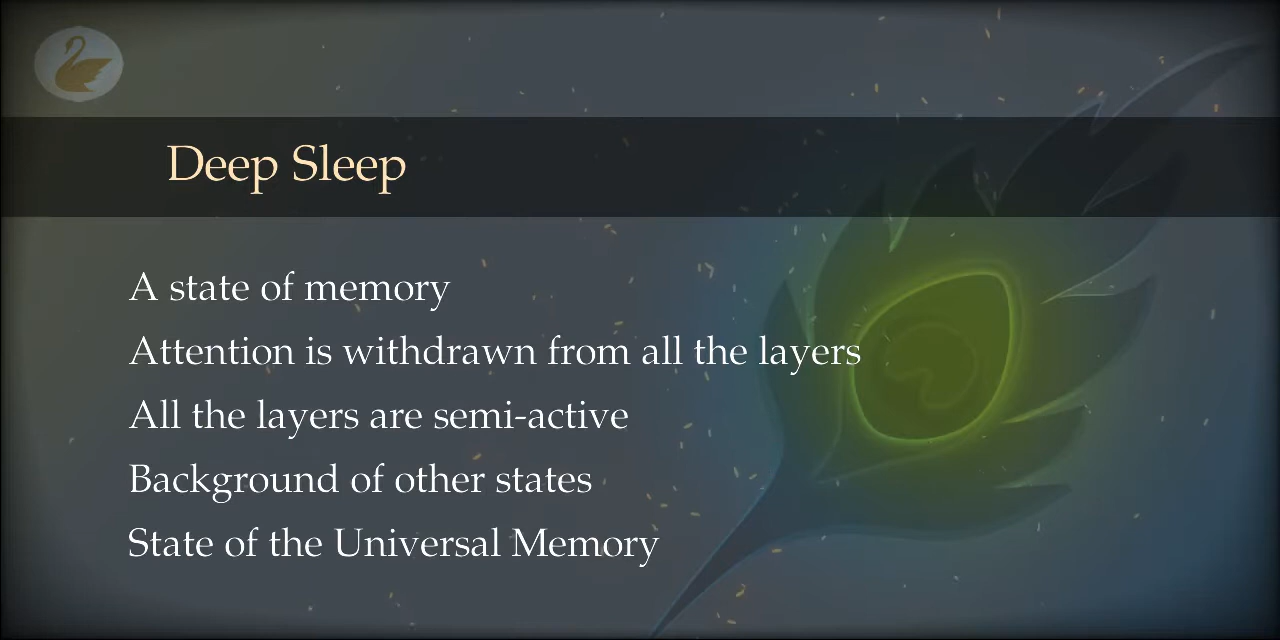 Deep Sleep
A state of memory
Attention is withdrawn from all the layers
All the layers are semi-active
Background of other states
State of the Universal Memory